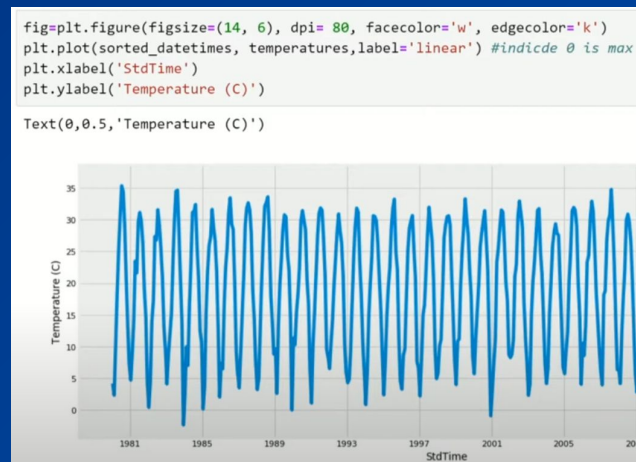 fig=plt.figure(figsize=(14, 6), dpi= 80, facecolor='w', edgecolor='k')
plt.plot(sorted_datetimes, temperatures,label='linear') #indicde 0 is max
plt.xlabel('StdTime')
plt.ylabel('Temperature (C)')
Text(0,0.5,'Temperature (C)')
35
30
25
20
15
10
5
0
Temperature (C)
1981 1985 1989 1993 1997 2001 2005 20
StdTime